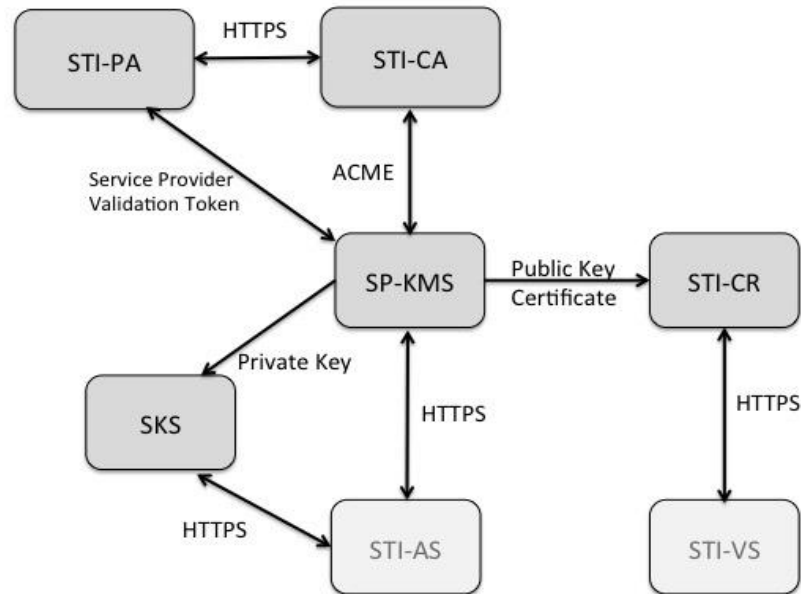 HTTPS
STI-PA
STI-CA
Service Provider
Validation Token
ACME
SP-KMS
Public Key
Certificate
STI-CR
Private Key
SKS
HTTPS
HTTPS
HTTPS
STI-AS
STI-VS